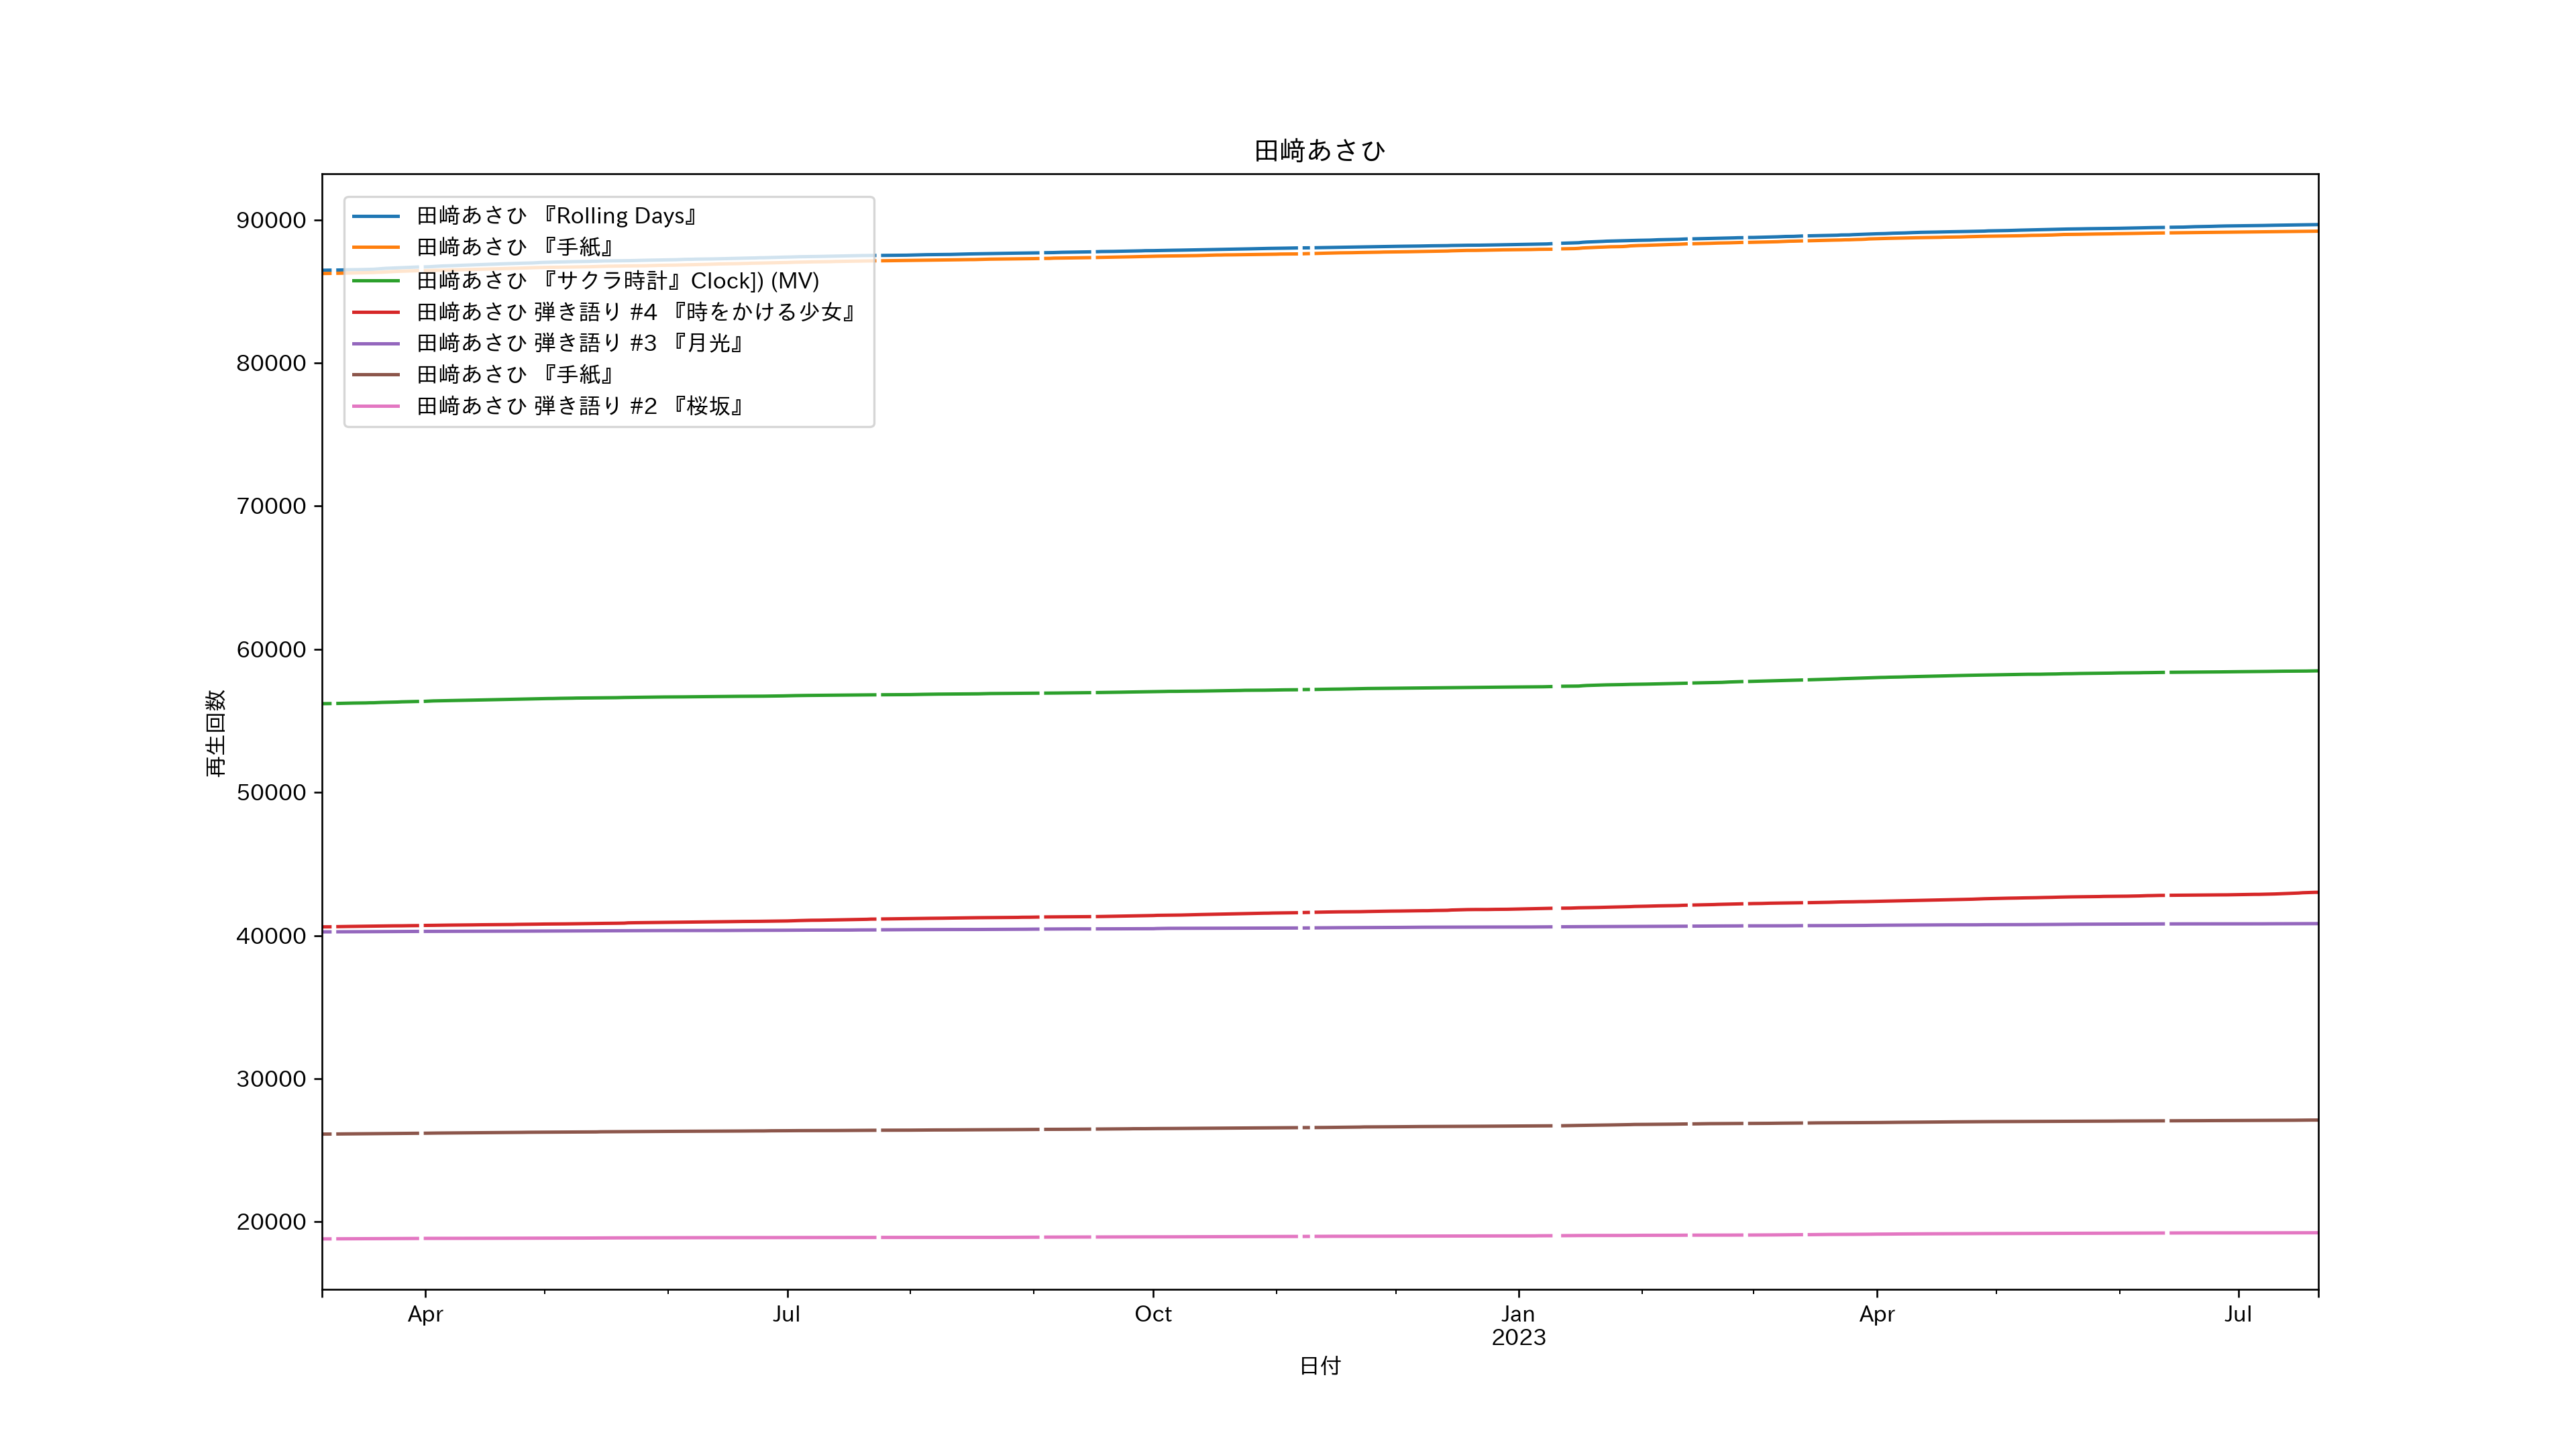 田﨑あさひ
田﨑あさひ 『Rolling Days』
田﨑あさひ 『手紙』
田﨑あさひ 『サクラ時計』Clock]) (MV)
田﨑あさひ 弾き語り #4 『時をかける少女』
田﨑あさひ 弾き語り #3 『月光』
田﨑あさひ 『手紙』
田﨑あさひ 弾き語り #2 『桜坂』
90000
80000
70000
60000
50000
40000
30000
20000
再生回数
Apr Jul Oct Jan Apr Jul
2023
日付